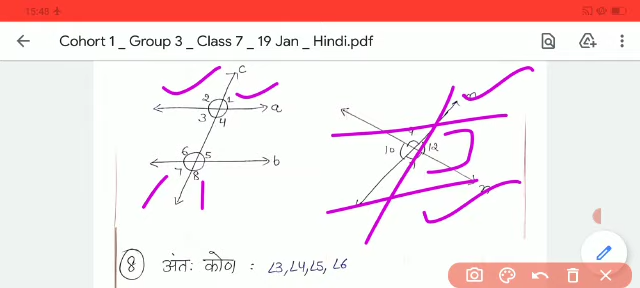 15:48
Cohort 1 _ Group 3 _ Class 7 _ 19 Jan _ Hindi.pdf
c
2 1
a
3 4
6 5
b
7
8
m
10 12
n
8 अंतः कोण : ∠3,∠4,∠5, ∠6